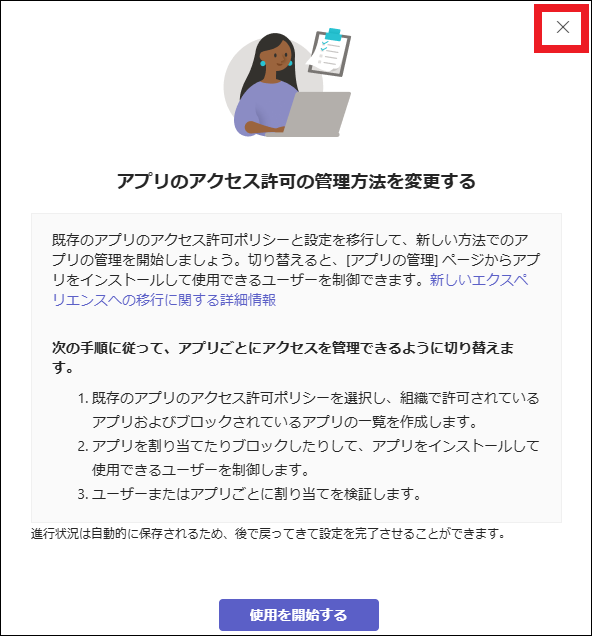 アプリのアクセス許可の管理方法を変更する
既存のアプリのアクセス許可ポリシーと設定を移行して、新しい方法でのア
プリの管理を開始しましょう。切り替えると、[アプリの管理] ページからアプ
リをインストールして使用できるユーザーを制御できます。新しいエクスペ
リエンスへの移行に関する詳細情報
次の手順に従って、アプリごとにアクセスを管理できるように切り替えま
す。
1. 既存のアプリのアクセス許可ポリシーを選択し、組織で許可されている
アプリおよびブロックされているアプリの一覧を作成します。
2. アプリを割り当てたりブロックしたりして、アプリをインストールして
使用できるユーザーを制御します。
3. ユーザーまたはアプリごとに割り当てを検証します。
進行状況は自動的に保存されるため、後で戻ってきて設定を完了させることができます。
使用を開始する